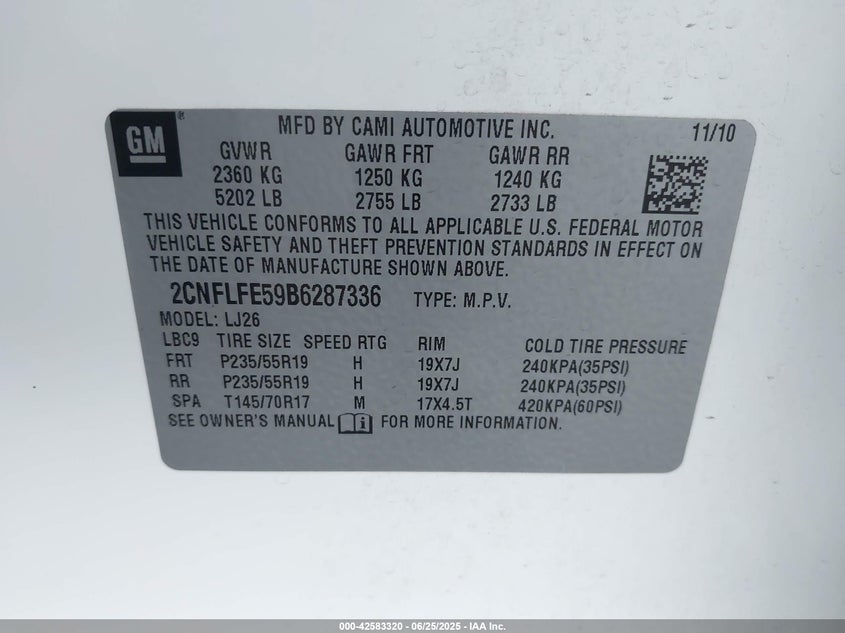 GM
®
MFD BY CAMI AUTOMOTIVE INC. 11/10
GVWR GAWR FRT GAWR RR
2360 KG 1250 KG 1240 KG
5202 LB 2755 LB 2733 LB
THIS VEHICLE CONFORMS TO ALL APPLICABLE U.S. FEDERAL MOTOR
VEHICLE SAFETY AND THEFT PREVENTION STANDARDS IN EFFECT ON
THE DATE OF MANUFACTURE SHOWN ABOVE.
2CNFLFE59B6287336 TYPE: M.P.V.
MODEL: LJ26
LBC9 TIRE SIZE SPEED RTG RIM COLD TIRE PRESSURE
FRT P235/55R19 H 19X7J 240KPA(35PSI)
RR P235/55R19 H 19X7J 240KPA(35PSI)
SPA T145/70R17 M 17X4.5T 420KPA(60PSI)
SEE OWNER'S MANUAL i FOR MORE INFORMATION.
000-42583320 - 06/25/2025 - IAA Inc.